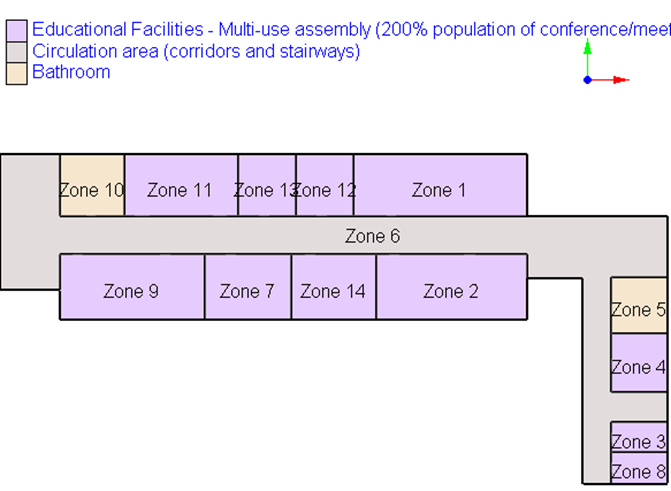 Educational Facilities - Multi-use assembly (200% population of conference/meet
Circulation area (corridors and stairways)
Bathroom
Zone 10 Zone 11 Zone 13 Zone 12 Zone 1
Zone 6
Zone 9 Zone 7 Zone 14 Zone 2
Zone 5
Zone 4
Zone 3
Zone 8